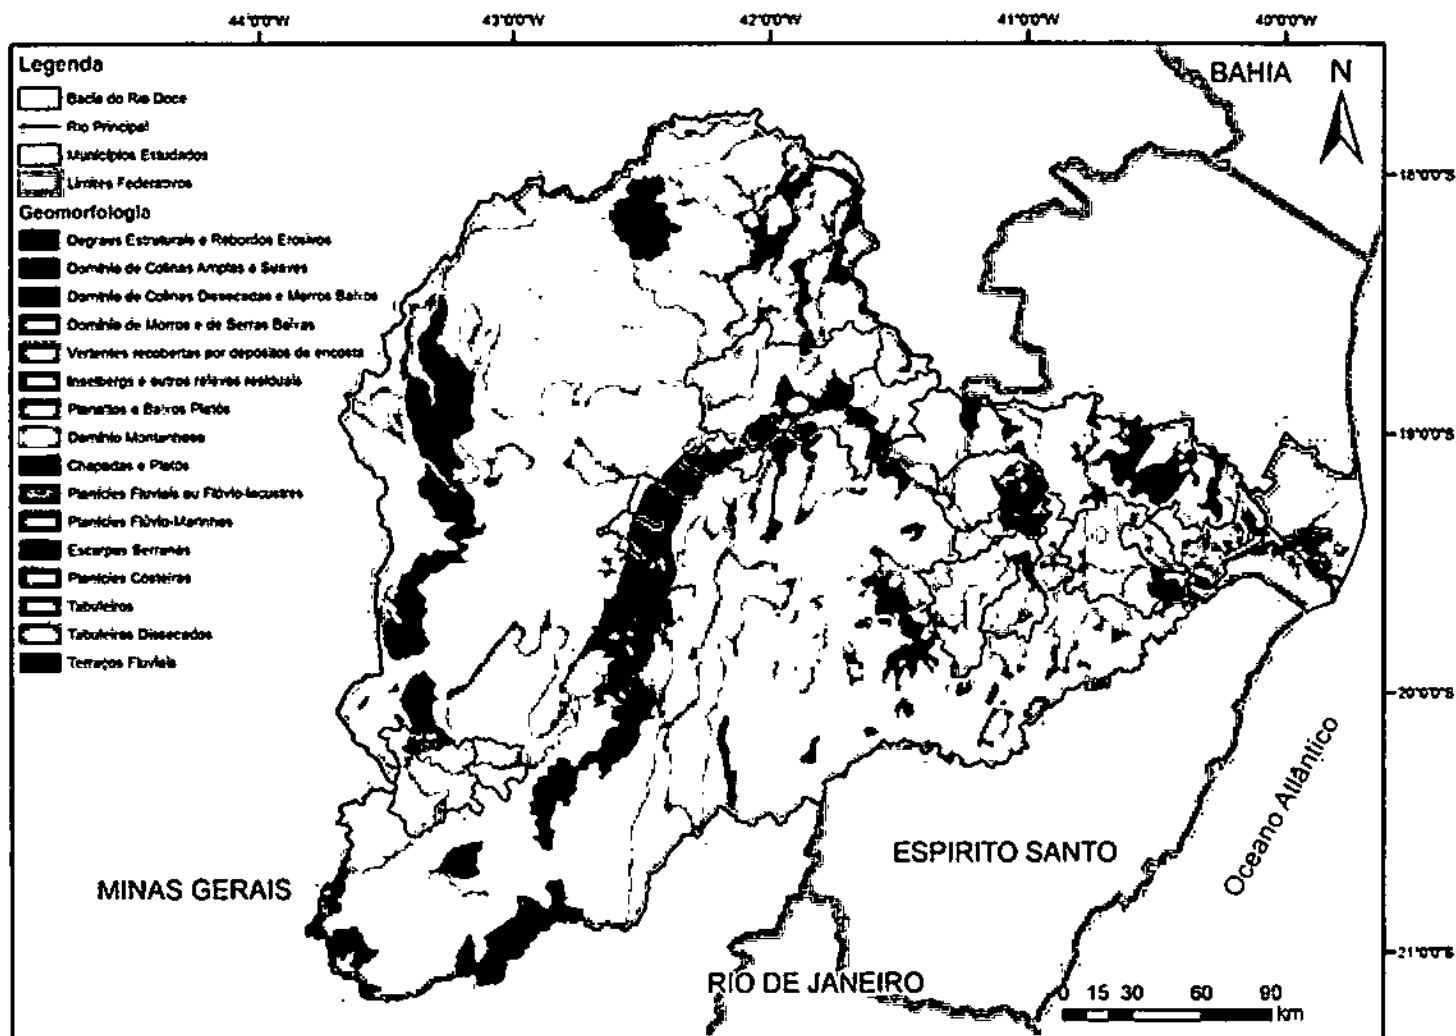 44°0'0"W 43°0'0"W 42°0'0"W 41°0'0"W 40°0'0"W
Legenda
Bacia do Rio Doce
Rio Principal
Municípios Estudados
Limites Federativos
Geomorfologia
Degraus Estruturais e Rebordos Erosivos
Domínio de Colinas Amplas e Suaves
Domínio de Colinas Dissecadas e Morros Baixos
Domínio de Morros e de Serras Baixas
Vertentes recobertas por depósitos de encosta
Inselbergs e outros relevos residuais
Planaltos e Baixos Platôs
Domínio Montanhoso
Chapadas e Platôs
Planícies Fluviais ou Flúvio-lacustres
Planícies Flúvio-Marinhas
Escarpas Serranas
Planícies Costeiras
Tabuleiros
Tabuleiros Dissecados
Terraços Fluviais
BAHIA
N
18°0'0"S
19°0'0"S
20°0'0"S
21°0'0"S
MINAS GERAIS
ESPIRITO SANTO
RIO DE JANEIRO
Oceano Atlântico
0 15 30 60 90
km